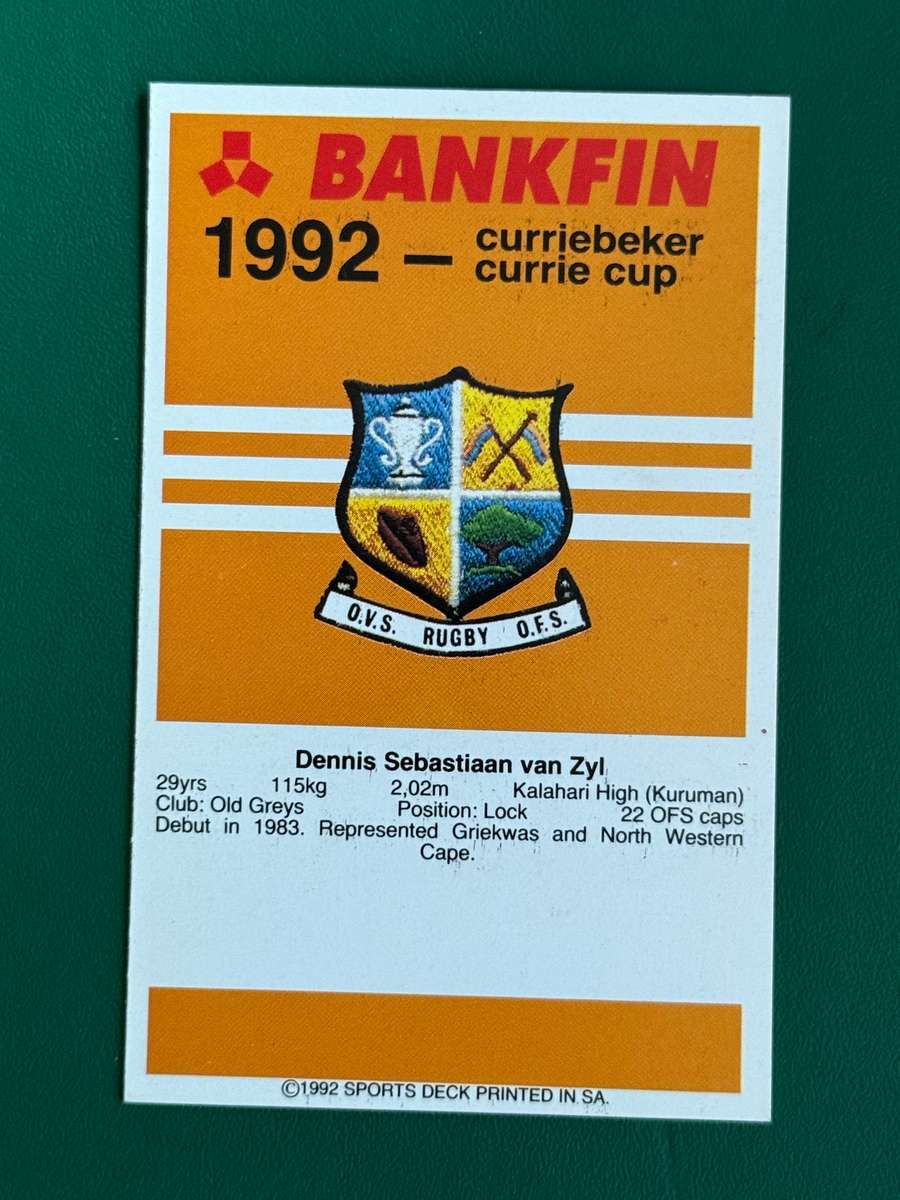 BANKFIN
1992 – curriebeker
currie cup
O.V.S. RUGBY O.F.S.
Dennis Sebastiaan van Zyl
29yrs 115kg 2,02m Kalahari High (Kuruman)
Club: Old Greys Position: Lock 22 OFS caps
Debut in 1983. Represented Griekwas and North Western
Cape.
©1992 SPORTS DECK PRINTED IN SA.